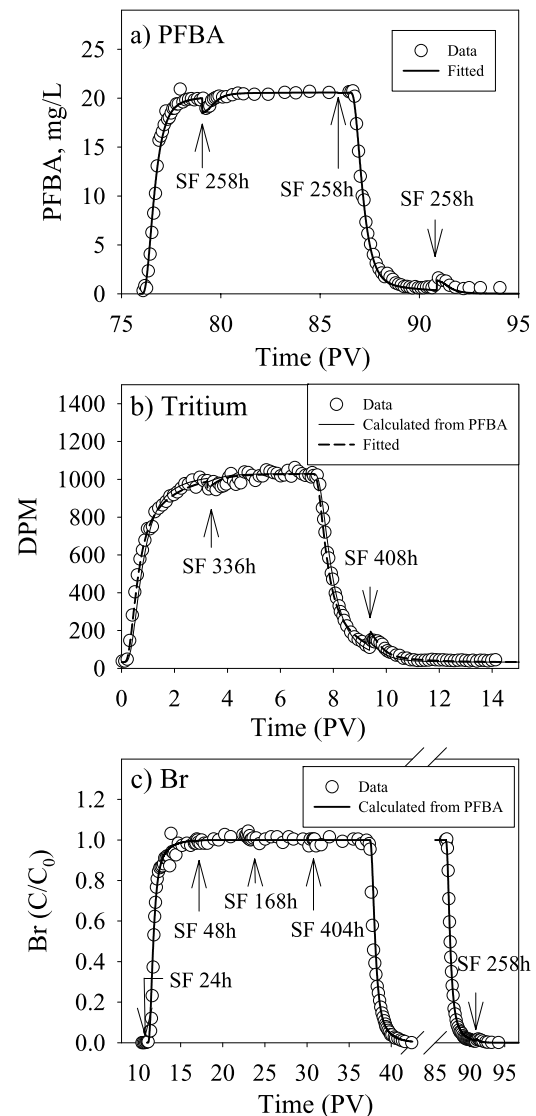 a) PFBA
Data
Fitted
PFBA, mg/L
25
20
15
10
5
0
SF 258h
SF 258h
SF 258h
75 80 85 90 95
Time (PV)
b) Tritium
Data
Calculated from PFBA
Fitted
DPM
1400
1200
1000
800
600
400
200
0
SF 336h
SF 408h
0 2 4 6 8 10 12 14
Time (PV)
c) Br
Data
Calculated from PFBA
Br (C/C0)
1.2
1.0
0.8
0.6
0.4
0.2
0.0
SF 168h
SF 48h
SF 404h
SF 24h
SF 258h
10 15 20 25 30 35 40 85 90 95
Time (PV)